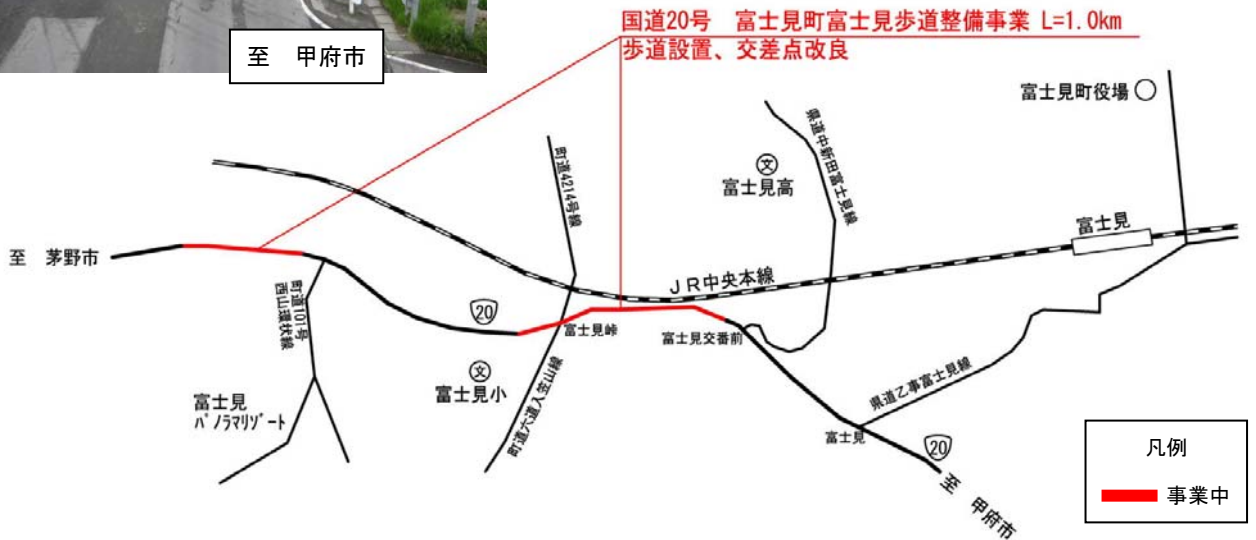 至 甲府市
国道20号 富士見町富士見歩道整備事業 L=1.0km
歩道設置、交差点改良
富士見町役場
県道中新田富士見線
富士見高
町道4214号線
富士見
至 茅野市
JR中央本線
町道101号
西山環状線
20
富士見峠
富士見交番前
富士見小
町道六道入笠山線
富士見
パノラマリゾート
県道乙事富士見線
富士見
20
至 甲府市
凡例
事業中
文
文